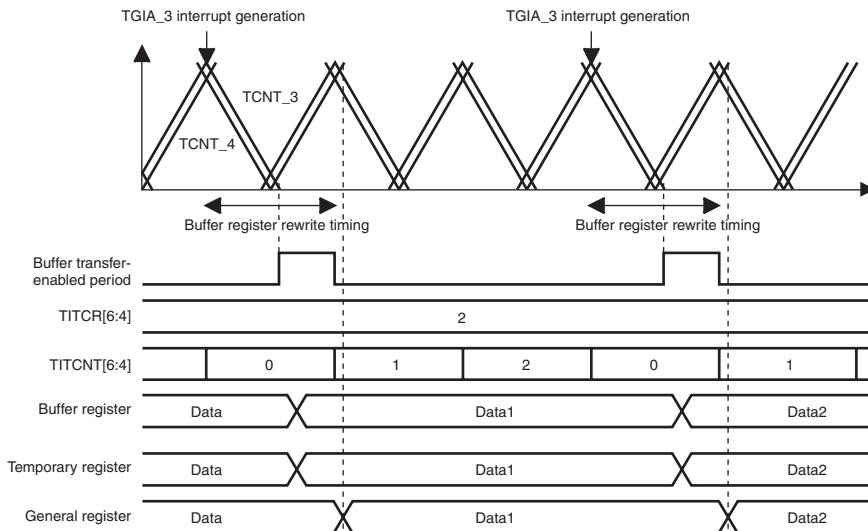 TGIA_3 interrupt generation TGIA_3 interrupt generation
TCNT_3
TCNT_4
Buffer register rewrite timing Buffer register rewrite timing
Buffer transfer-
enabled period
TITCR[6:4] 2
TITCNT[6:4] 0 1 2 0 1
Buffer register Data Data1 Data2
Temporary register Data Data1 Data2
General register Data Data1 Data2